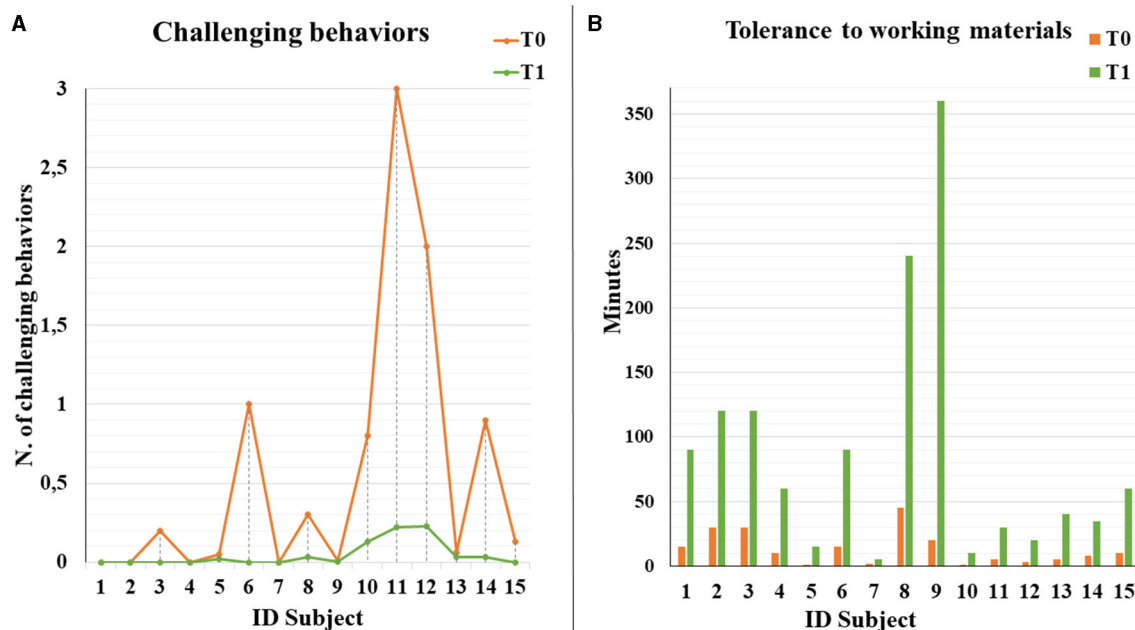 A
Challenging behaviors
T0
T1
3
2,5
2
1,5
1
0,5
0
N. of challenging behaviors
1 2 3 4 5 6 7 8 9 10 11 12 13 14 15
ID Subject
B
Tolerance to working materials
T0
T1
350
300
250
200
150
100
50
0
Minutes
1 2 3 4 5 6 7 8 9 10 11 12 13 14 15
ID Subject